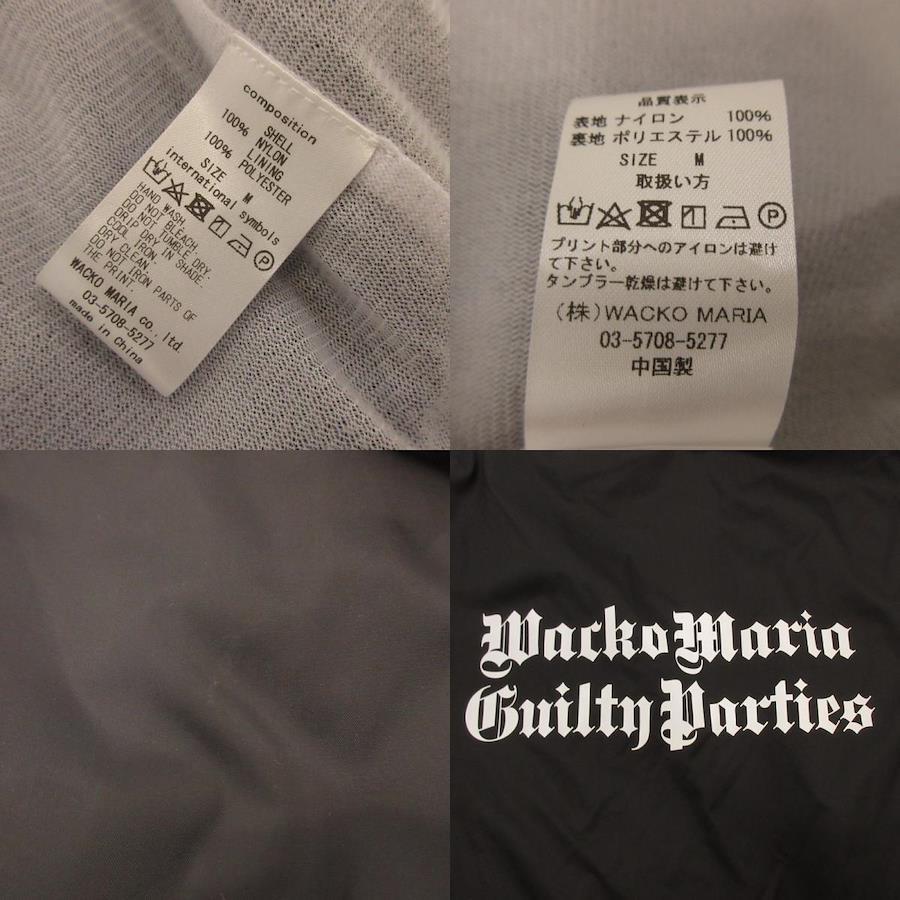 composition
SHELL
100% NYLON
LINING
100% POLYESTER
SIZE M
international symbols
HAND WASH.
DO NOT BLEACH.
DO NOT TUMBLE DRY.
DRIP DRY IN SHADE.
COOL IRON.
DRY CLEAN.
DO NOT IRON PARTS OF
THE PRINT.
WACKO MARIA co., ltd.
03-5708-5277
made in China
品質表示
表地 ナイロン 100%
裏地 ポリエステル 100%
SIZE M
取扱い方
P
プリント部分へのアイロンは避け
て下さい。
タンブラー乾燥は避けて下さい。
(株)WACKO MARIA
03-5708-5277
中国製
Wacko Maria
Guilty Parties